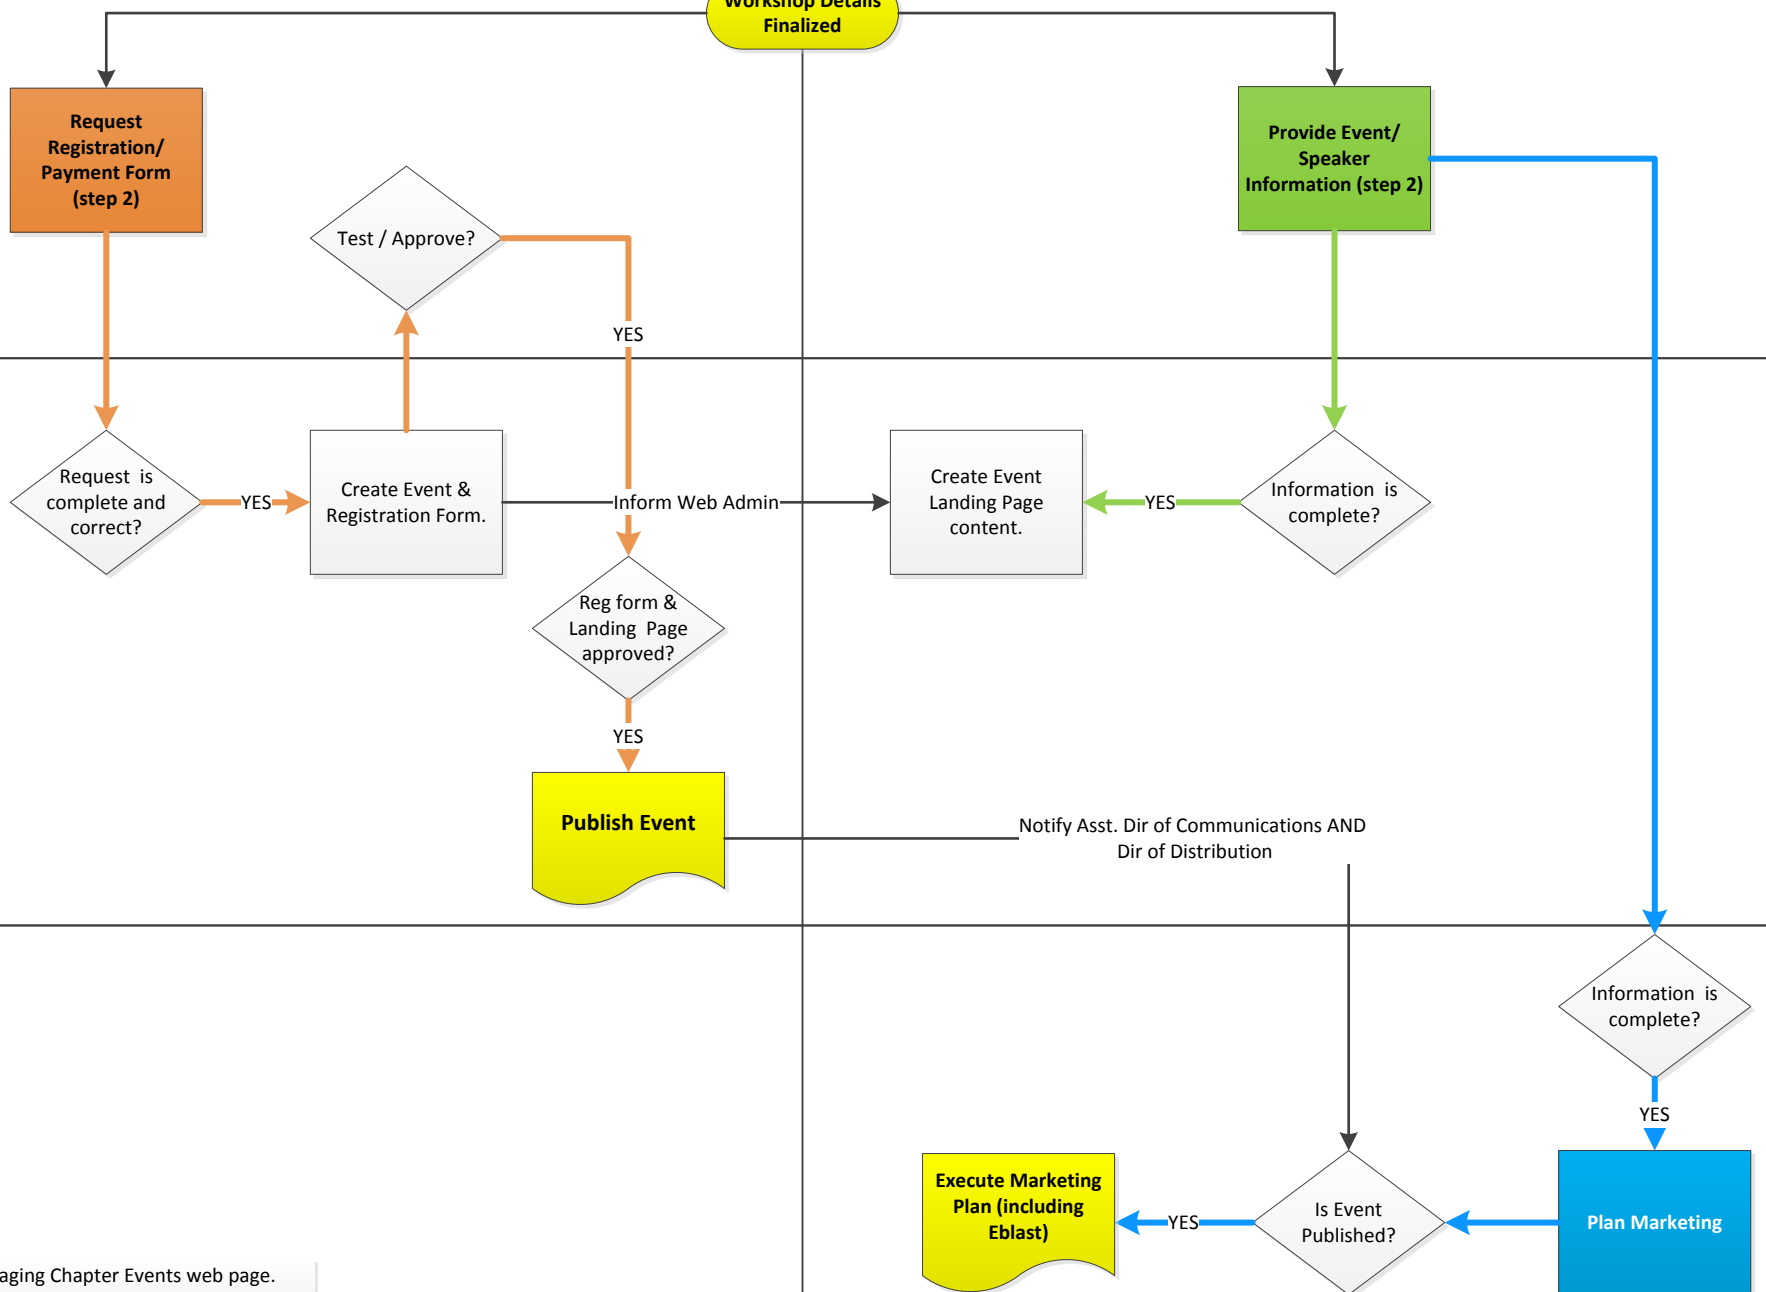 Workshop Details
Finalized
Request
Registration/
Payment Form
(step 2)
Provide Event/
Speaker
Information (step 2)
Test / Approve?
YES
Request is
complete and
correct?
YES
Create Event &
Registration Form.
Inform Web Admin
Create Event
Landing Page
content.
YES
Information is
complete?
Reg form &
Landing Page
approved?
YES
Publish Event
Notify Asst. Dir of Communications AND
Dir of Distribution
Information is
complete?
YES
Execute Marketing
Plan (including
Eblast)
YES
Is Event
Published?
Plan Marketing
aging Chapter Events web page.